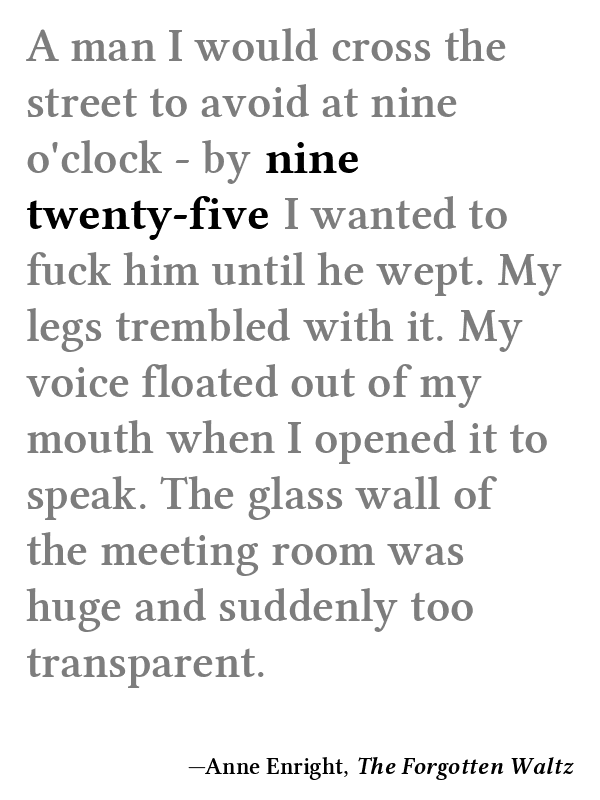 A man I would cross the
street to avoid at nine
o'clock - by nine
twenty-five I wanted to
fuck him until he wept. My
legs trembled with it. My
voice floated out of my
mouth when I opened it to
speak. The glass wall of
the meeting room was
huge and suddenly too
transparent.
—Anne Enright, The Forgotten Waltz